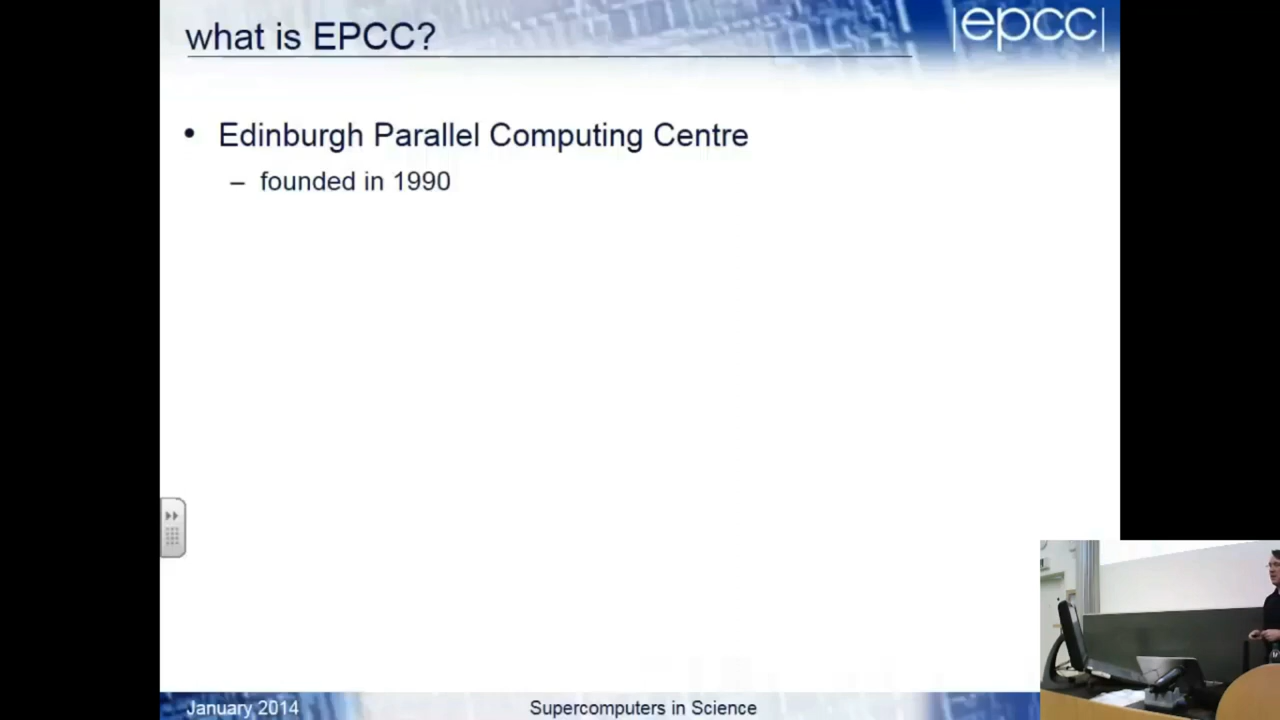 what is EPCC?
|epcc|
• Edinburgh Parallel Computing Centre
– founded in 1990
January 2014
Supercomputers in Science